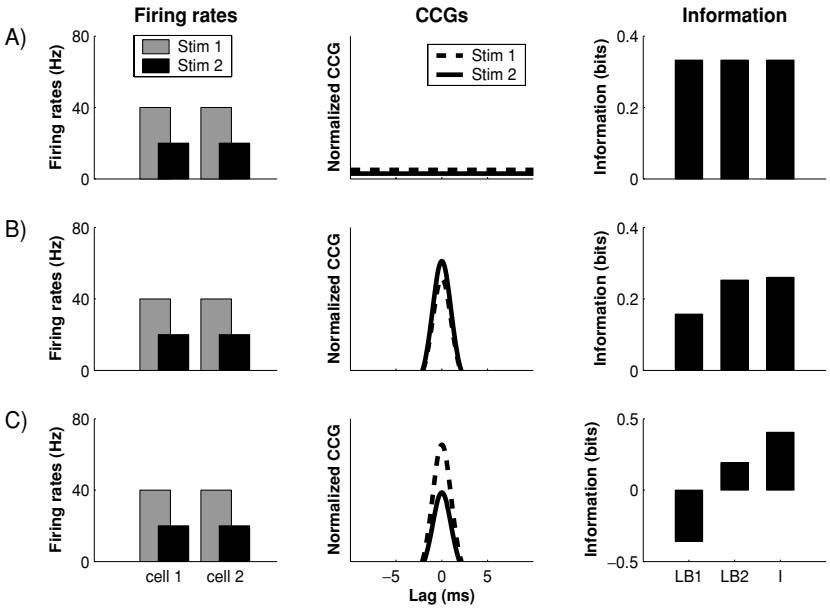 Firing rates
CCGs
Information
A)
Firing rates (Hz)
80
40
0
Stim 1
Stim 2
Normalized CCG
Stim 1
Stim 2
Information (bits)
0.4
0.2
0
B)
Firing rates (Hz)
80
40
0
Normalized CCG
Information (bits)
0.4
0.2
0
C)
Firing rates (Hz)
80
40
0
cell 1
cell 2
Normalized CCG
−5
0
5
Lag (ms)
Information (bits)
0.5
0
−0.5
LB1
LB2
I